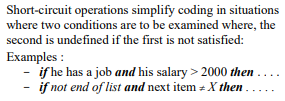 Short-circuit operations simplify coding in situations
where two conditions are to be examined where, the
second is undefined if the first is not satisfied:
Examples :
– if he has a job and his salary > 2000 then . . . .
– if not end of list and next item ≠ X then . . . . .